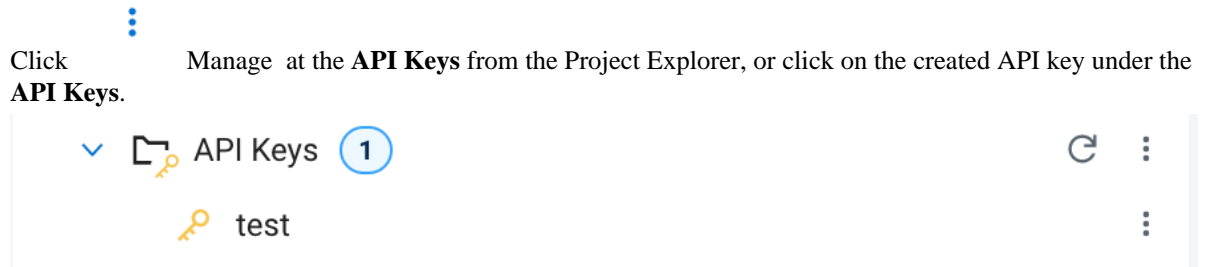 Click Manage at the API Keys from the Project Explorer, or click on the created API key under the
API Keys.
API Keys 1
test